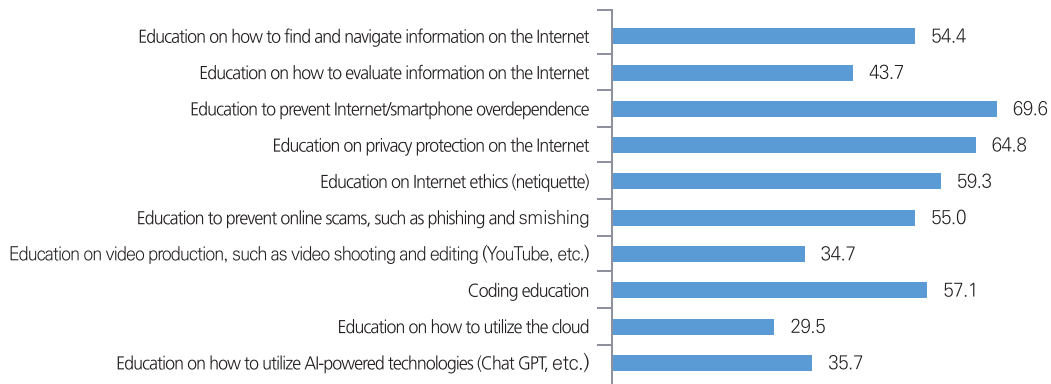 Education on how to find and navigate information on the Internet 54.4
Education on how to evaluate information on the Internet 43.7
Education to prevent Internet/smartphone overdependence 69.6
Education on privacy protection on the Internet 64.8
Education on Internet ethics (netiquette) 59.3
Education to prevent online scams, such as phishing and smishing 55.0
Education on video production, such as video shooting and editing (YouTube, etc.) 34.7
Coding education 57.1
Education on how to utilize the cloud 29.5
Education on how to utilize AI-powered technologies (Chat GPT, etc.) 35.7